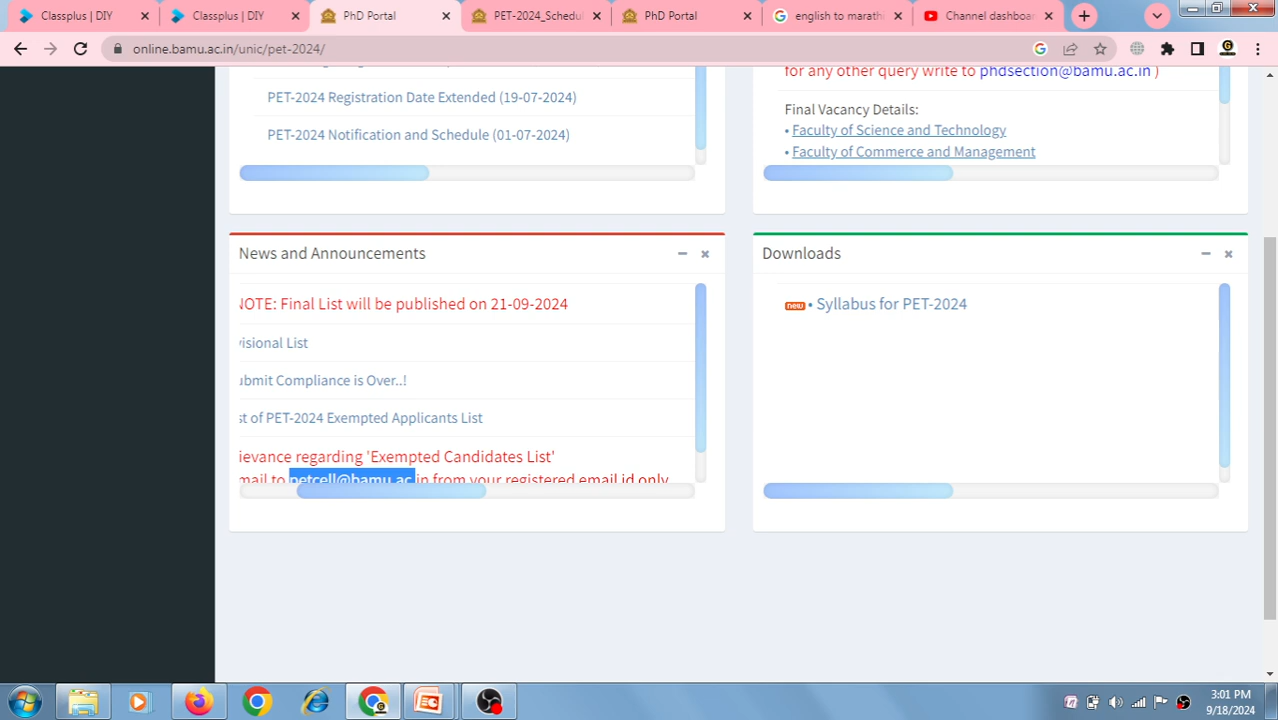 Classplus | DIY
Classplus | DIY
PhD Portal
PET-2024_Schedu
PhD Portal
english to marath
Channel dashboa
online.bamu.ac.in/unic/pet-2024/
PET-2024 Registration Date Extended (19-07-2024)
PET-2024 Notification and Schedule (01-07-2024)
for any other query write to phdsection@bamu.ac.in )
Final Vacancy Details:
• Faculty of Science and Technology
• Faculty of Commerce and Management
News and Announcements
NOTE: Final List will be published on 21-09-2024
visional List
ubmit Compliance is Over..!
st of PET-2024 Exempted Applicants List
ievance regarding 'Exempted Candidates List'
mail to petcell@bamu.ac.in from your registered email id only
Downloads
new • Syllabus for PET-2024
3:01 PM
9/18/2024